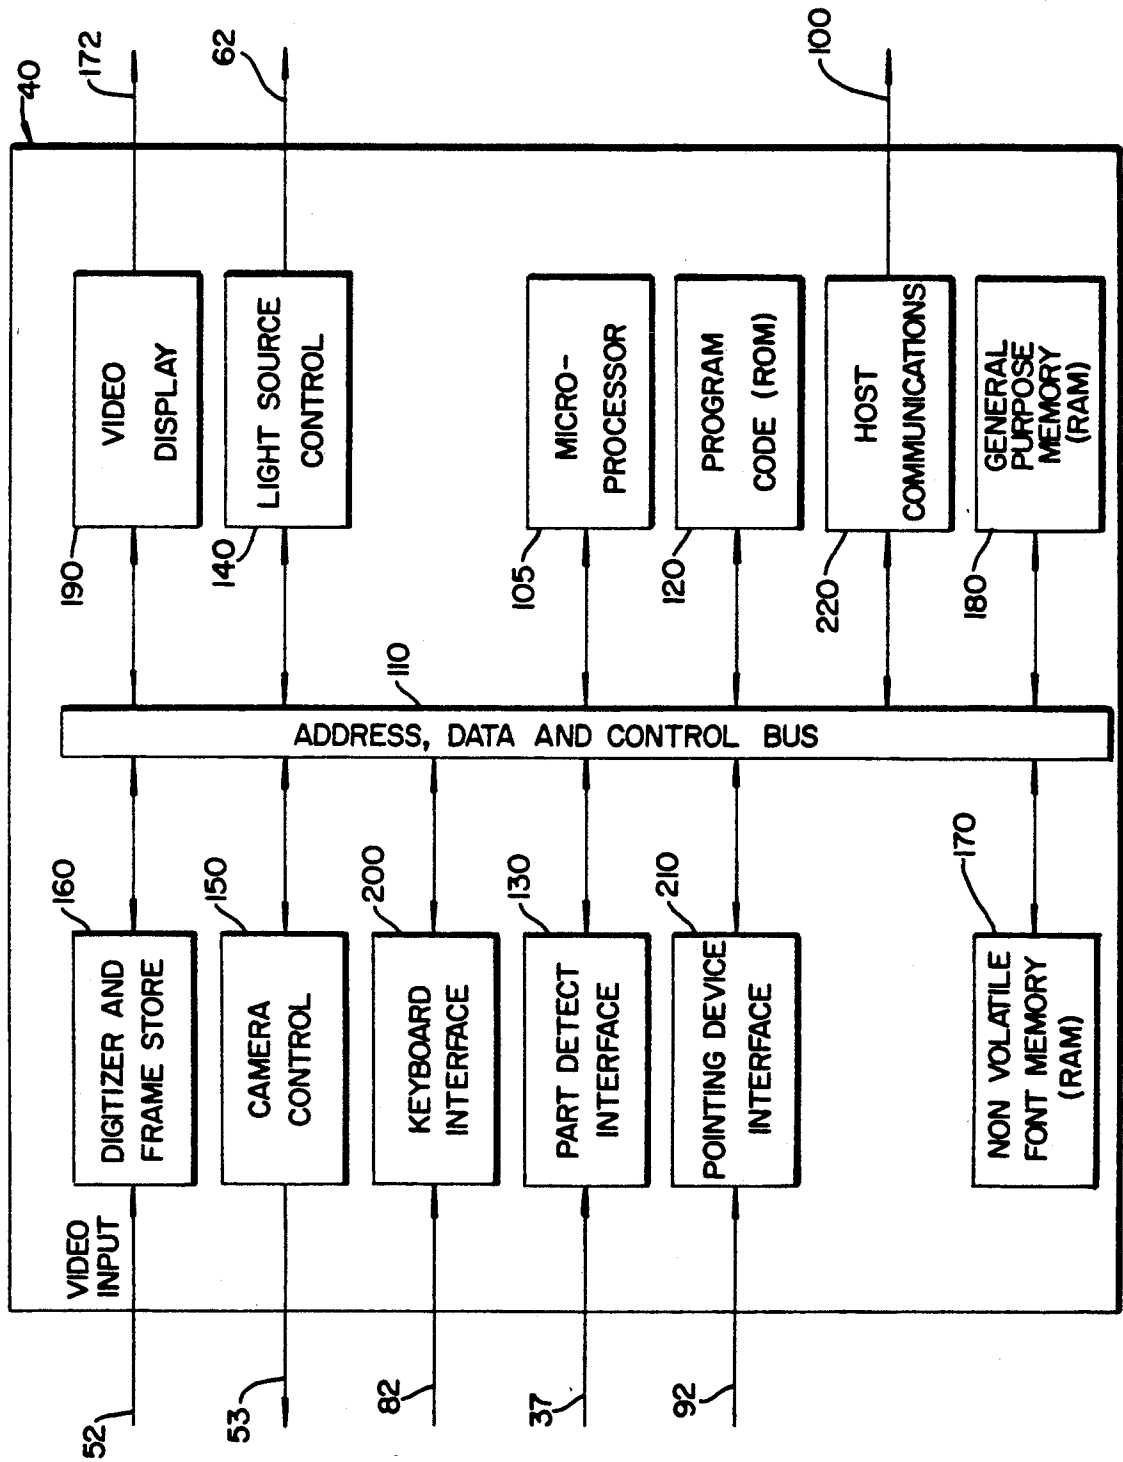 40
52
VIDEO
INPUT
160
DIGITIZER AND
FRAME STORE
53
150
CAMERA
CONTROL
82
200
KEYBOARD
INTERFACE
37
130
PART DETECT
INTERFACE
92
210
POINTING DEVICE
INTERFACE
170
NON VOLATILE
FONT MEMORY
(RAM)
110
ADDRESS, DATA AND CONTROL BUS
190
VIDEO
DISPLAY
172
140
LIGHT SOURCE
CONTROL
62
105
MICRO-
PROCESSOR
120
PROGRAM
CODE (ROM)
220
HOST
COMMUNICATIONS
100
180
GENERAL
PURPOSE
MEMORY
(RAM)